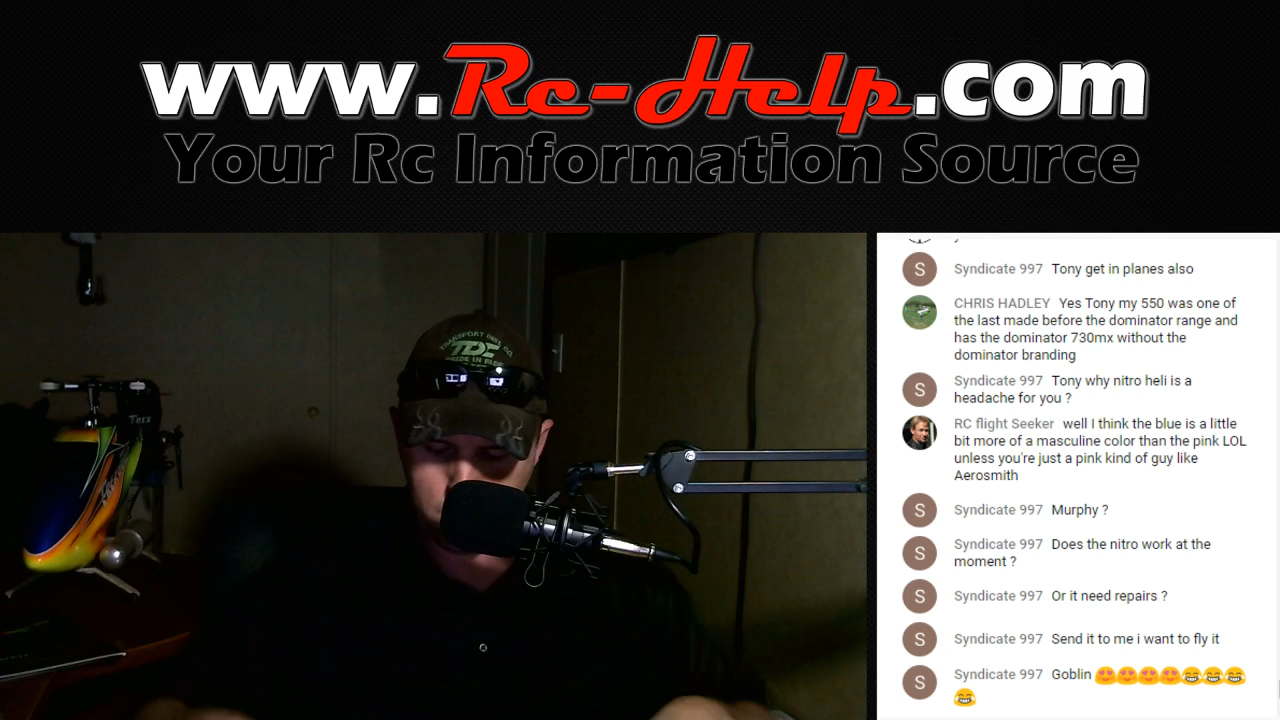 www.Rc-Help.com
Your Rc Information Source
TRANSPORT DIST. CO.
TDC
T-REX
Syndicate 997 Tony get in planes also
CHRIS HADLEY Yes Tony my 550 was one of
the last made before the dominator range and
has the dominator 730mx without the
dominator branding
Syndicate 997 Tony why nitro heli is a
headache for you ?
RC flight Seeker well I think the blue is a little
bit more of a masculine color than the pink LOL
unless you're just a pink kind of guy like
Aerosmith
Syndicate 997 Murphy ?
Syndicate 997 Does the nitro work at the
moment ?
Syndicate 997 Or it need repairs ?
Syndicate 997 Send it to me i want to fly it
Syndicate 997 Goblin 😍😍😍😍😂😂😂
😂